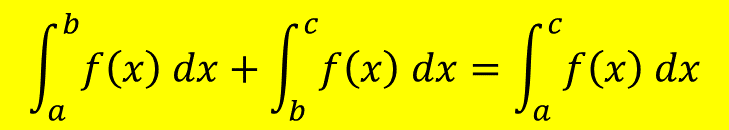 ∫_a^b f(x) dx + ∫_b^c f(x) dx = ∫_a^c f(x) dx